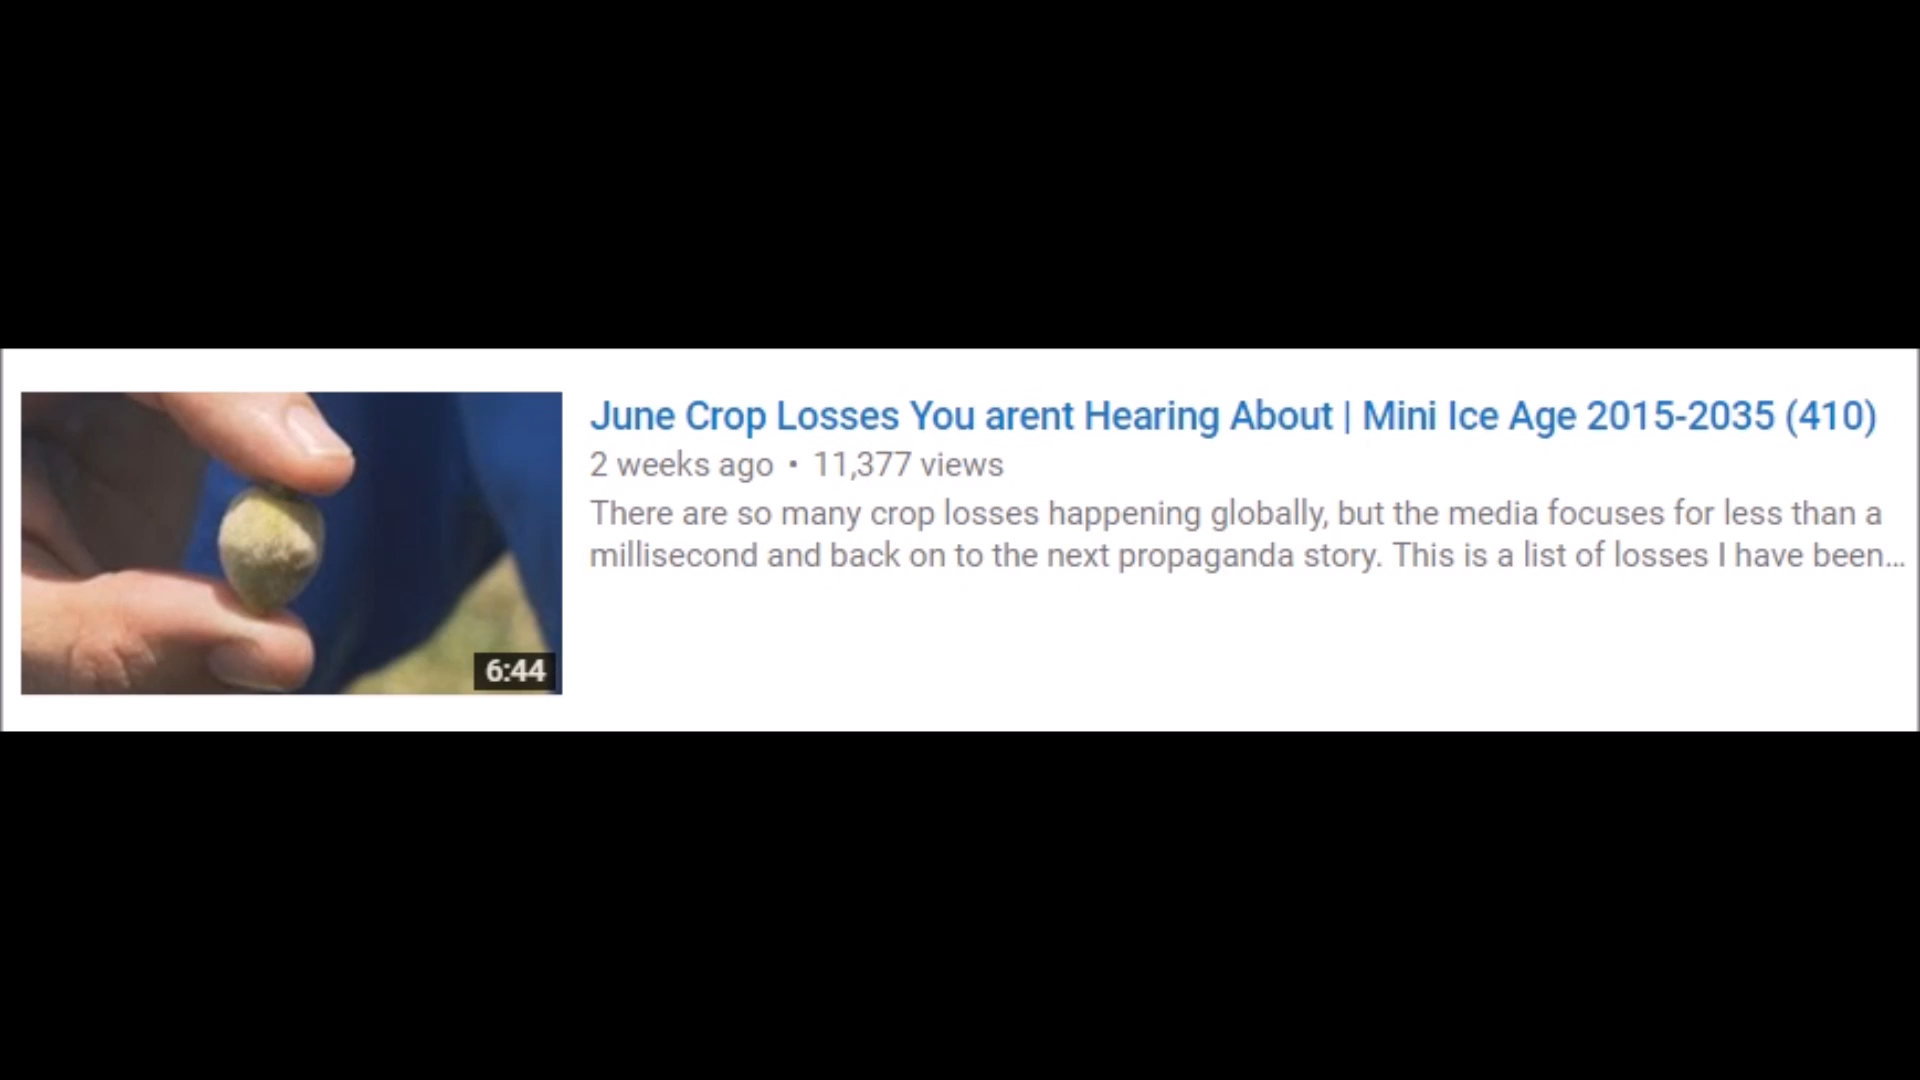 June Crop Losses You arent Hearing About | Mini Ice Age 2015-2035 (410)
2 weeks ago • 11,377 views
There are so many crop losses happening globally, but the media focuses for less than a
millisecond and back on to the next propaganda story. This is a list of losses I have been...
6:44